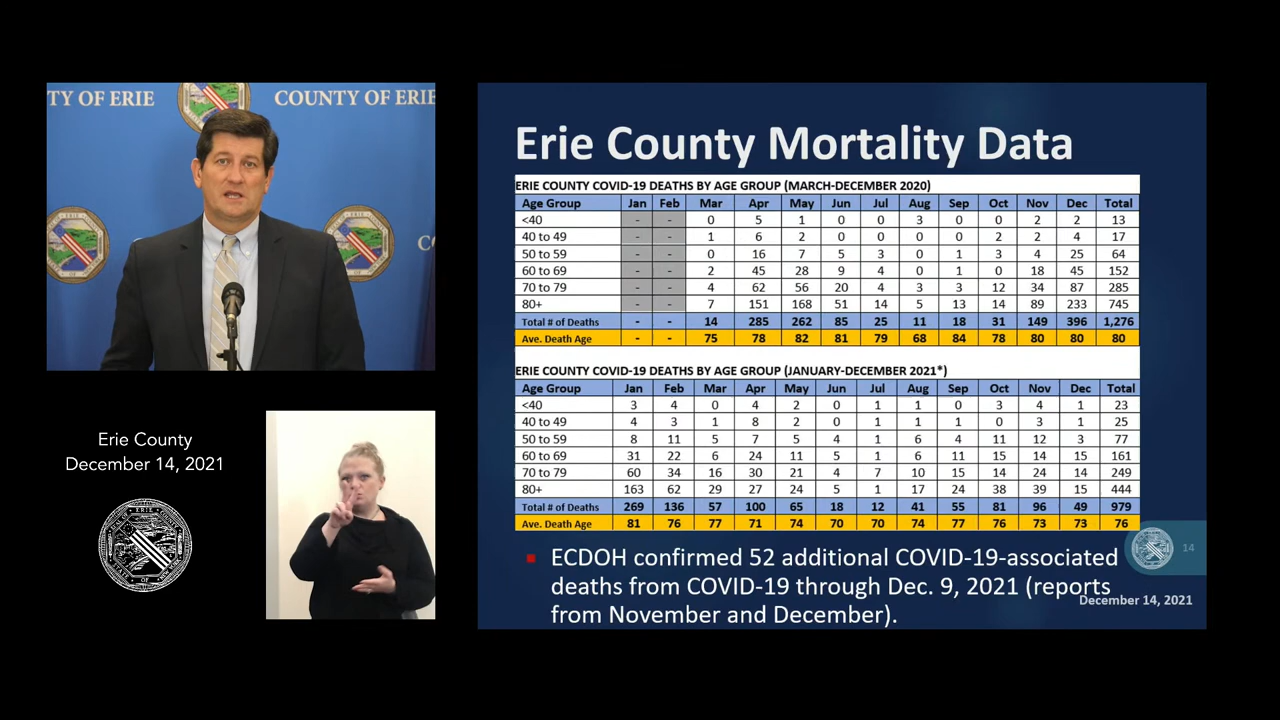 TY OF ERIE
COUNTY OF ERIE
C
Erie County
December 14, 2021
ERIE
Erie County Mortality Data
ERIE COUNTY COVID-19 DEATHS BY AGE GROUP (MARCH-DECEMBER 2020)
Age Group Jan Feb Mar Apr May Jun Jul Aug Sep Oct Nov Dec Total
<40 - - 0 5 1 0 0 3 0 0 2 2 13
40 to 49 - - 1 6 2 0 0 0 0 2 2 4 17
50 to 59 - - 0 16 7 5 3 0 1 3 4 25 64
60 to 69 - - 2 45 28 9 4 0 1 0 18 45 152
70 to 79 - - 4 62 56 20 4 3 3 12 34 87 285
80+ - - 7 151 168 51 14 5 13 14 89 233 745
Total # of Deaths - - 14 285 262 85 25 11 18 31 149 396 1,276
Ave. Death Age - - 75 78 82 81 79 68 84 78 80 80 80
ERIE COUNTY COVID-19 DEATHS BY AGE GROUP (JANUARY-DECEMBER 2021*)
Age Group Jan Feb Mar Apr May Jun Jul Aug Sep Oct Nov Dec Total
<40 3 4 0 4 2 0 1 1 0 3 4 1 23
40 to 49 4 3 1 8 2 0 1 1 1 0 3 1 25
50 to 59 8 11 5 7 5 4 1 6 4 11 12 3 77
60 to 69 31 22 6 24 11 5 1 6 11 15 14 15 161
70 to 79 60 34 16 30 21 4 7 10 15 14 24 14 249
80+ 163 62 29 27 24 5 1 17 24 38 39 15 444
Total # of Deaths 269 136 57 100 65 18 12 41 55 81 96 49 979
Ave. Death Age 81 76 77 71 74 70 70 74 77 76 73 73 76
ECDOH confirmed 52 additional COVID-19-associated
deaths from COVID-19 through Dec. 9, 2021 (reports
from November and December).
14
December 14, 2021